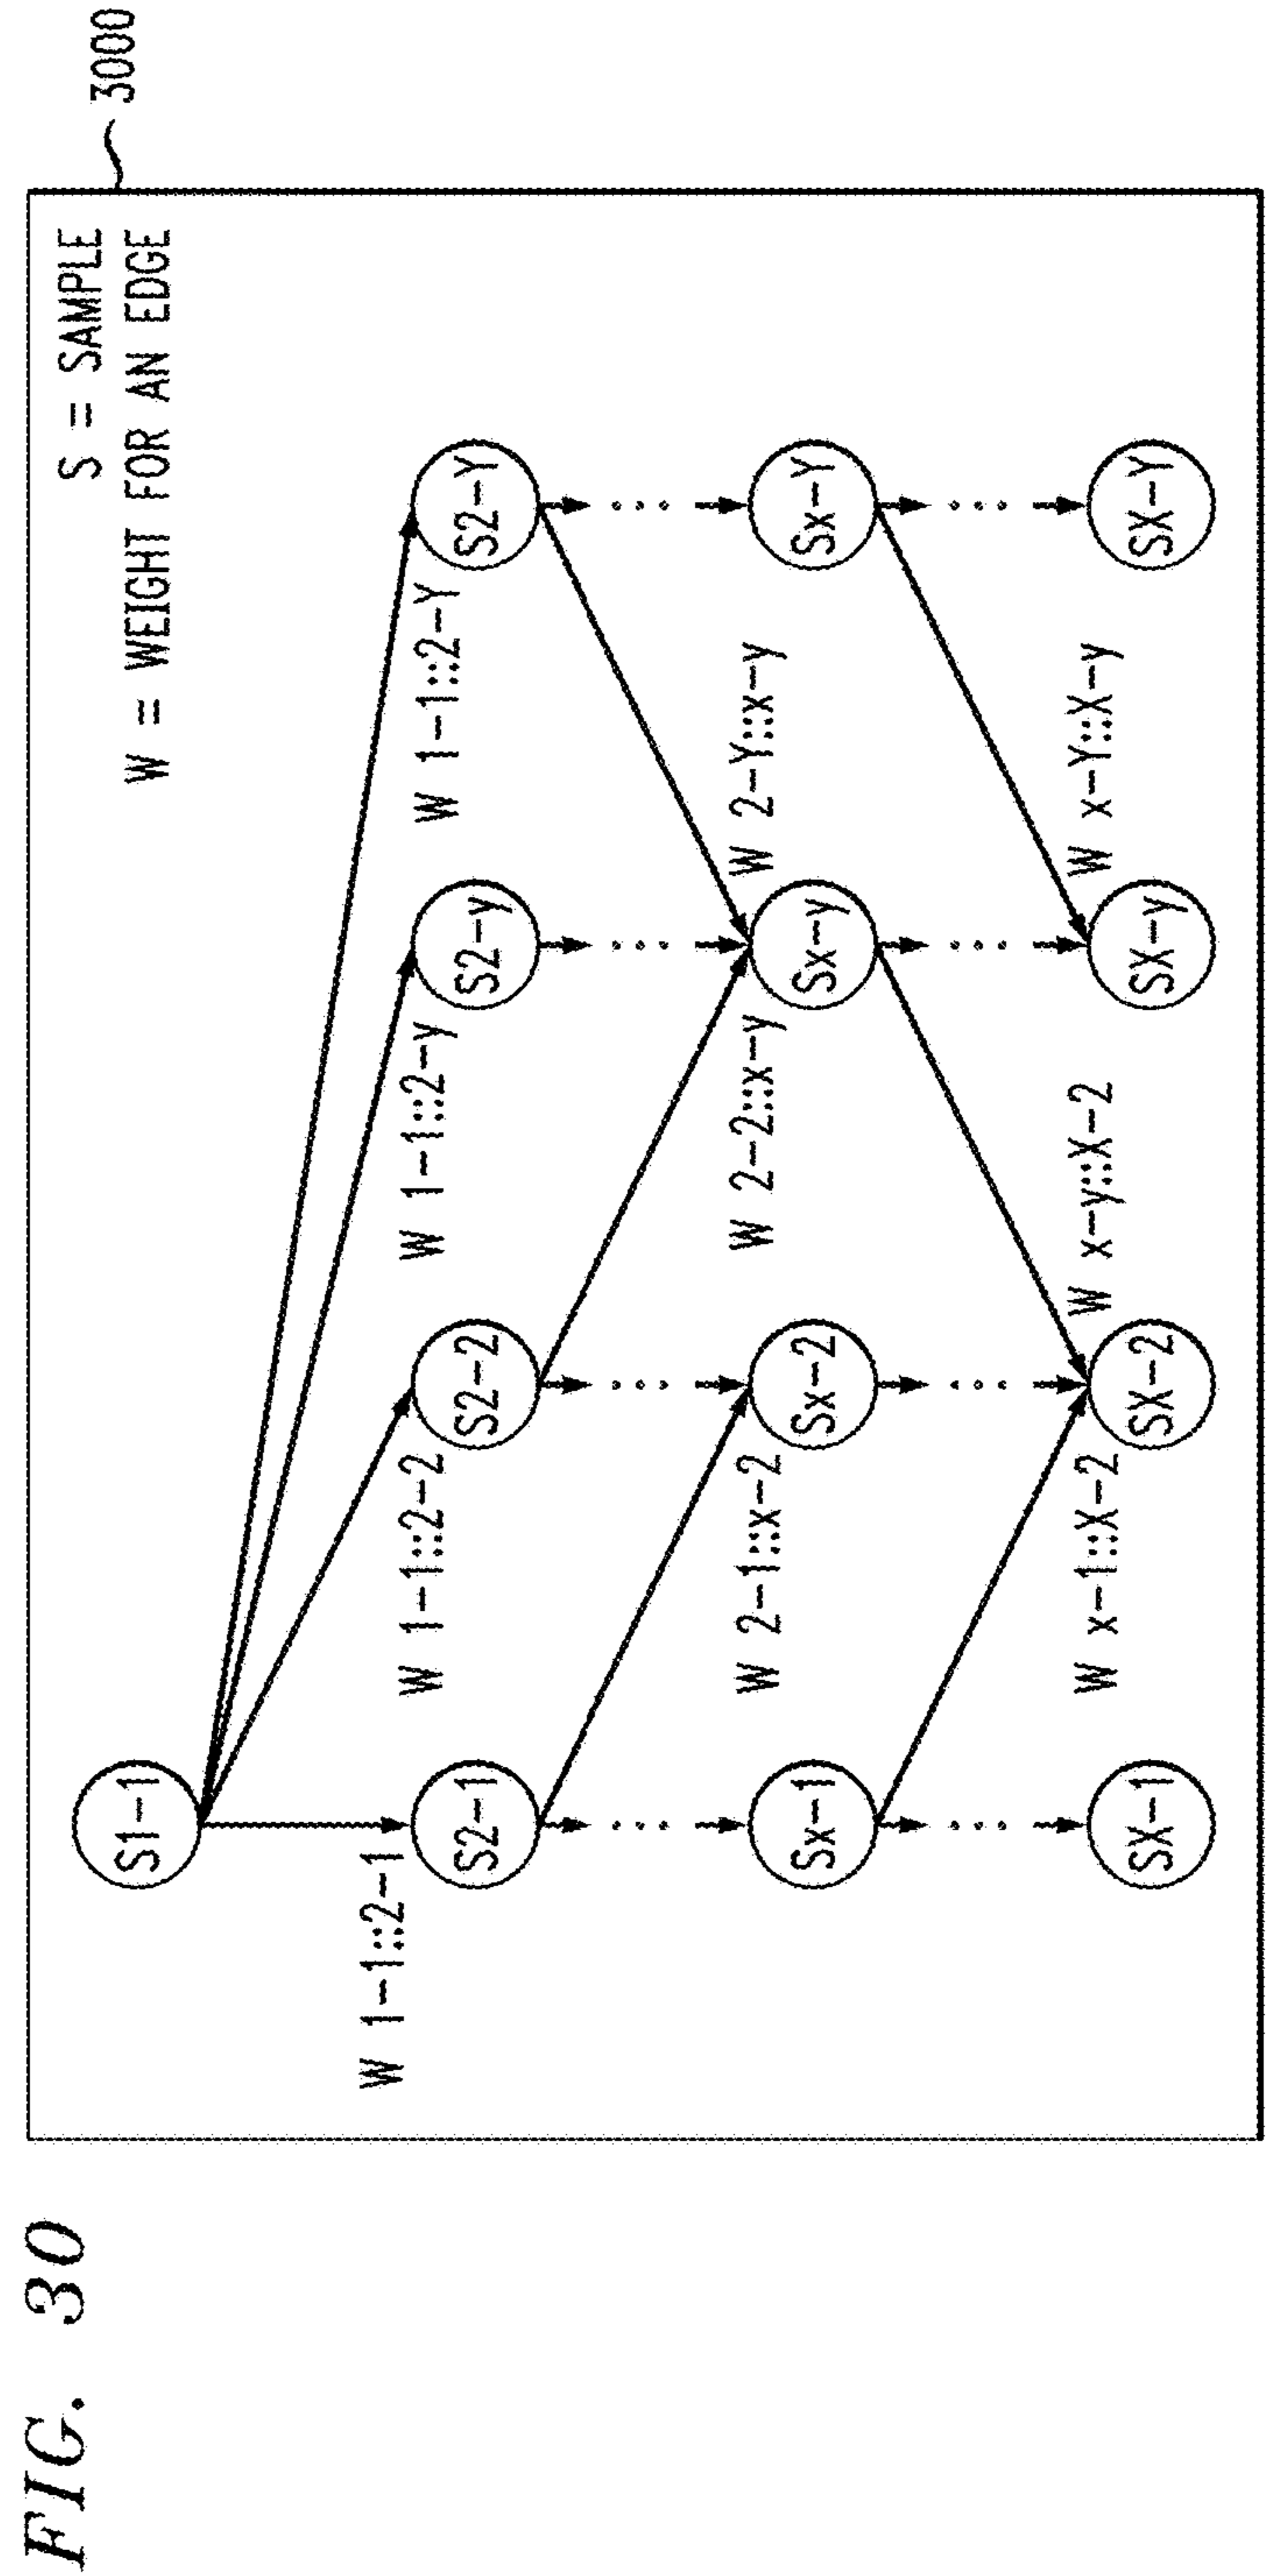 FIG. 30
3000
S = SAMPLE
W = WEIGHT FOR AN EDGE
S1-1
W 1-1::2-1
W 1-1::2-2
W 1-1::2-y
W 1-1::2-Y
S2-1
S2-2
S2-y
S2-Y
W 2-1::x-2
W 2-2::x-y
W 2-Y::x-y
Sx-1
Sx-2
Sx-y
Sx-Y
W x-1::X-2
W x-y::X-2
W x-Y::X-y
SX-1
SX-2
SX-y
SX-Y